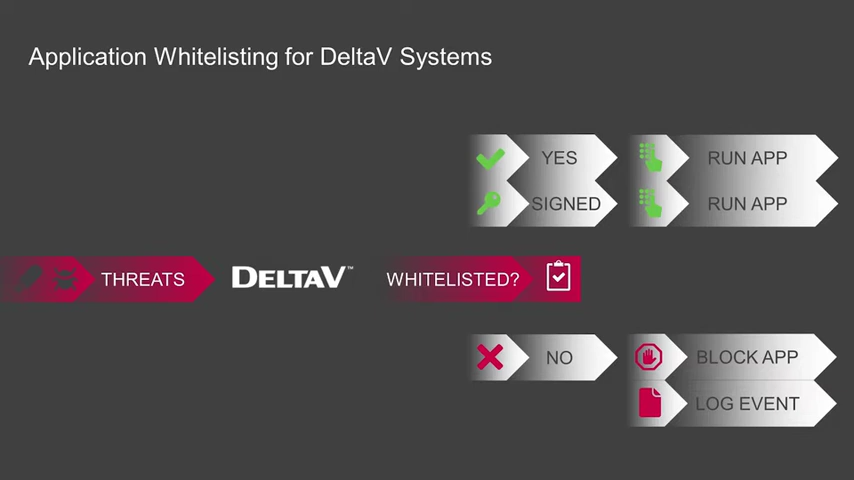 Application Whitelisting for DeltaV Systems
YES
RUN APP
SIGNED
RUN APP
THREATS
DELTAV™
WHITELISTED?
NO
BLOCK APP
LOG EVENT